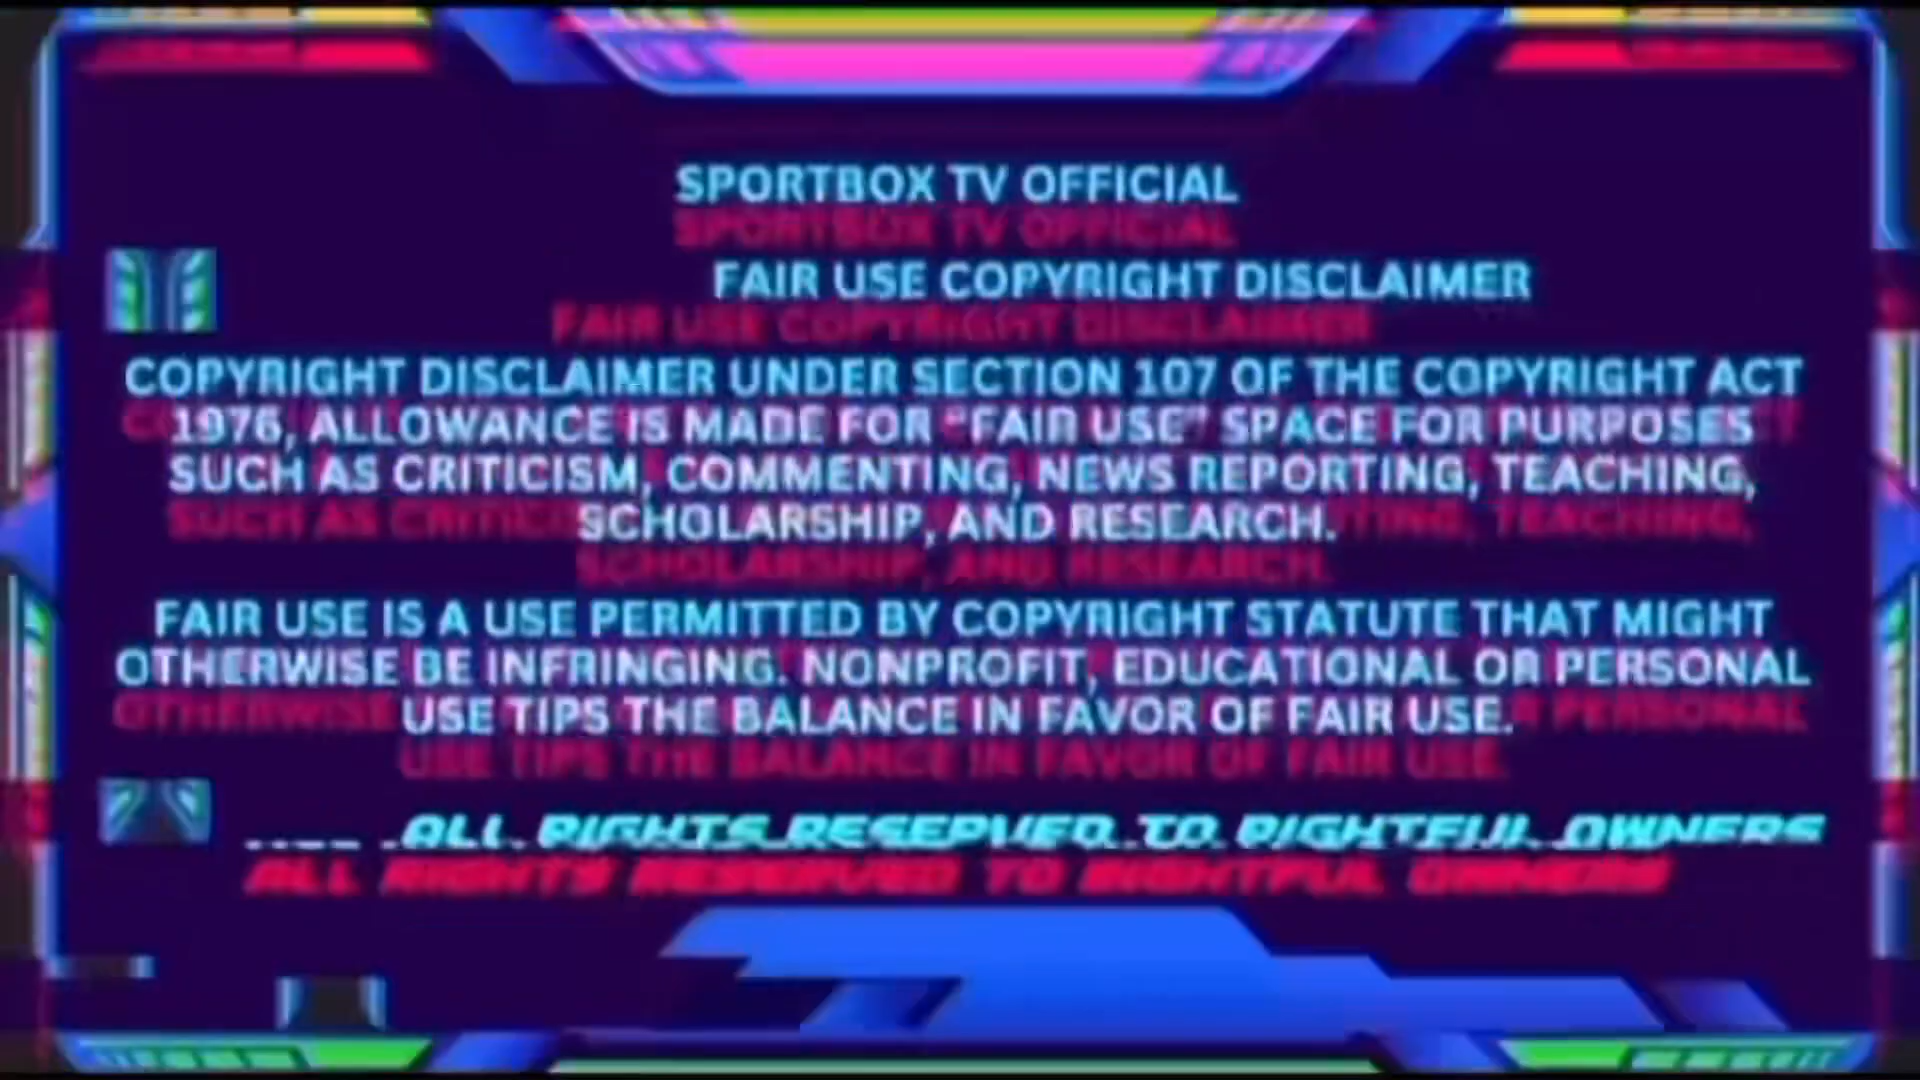 SPORTBOX TV OFFICIAL
FAIR USE COPYRIGHT DISCLAIMER
COPYRIGHT DISCLAIMER UNDER SECTION 107 OF THE COPYRIGHT ACT
1976, ALLOWANCE IS MADE FOR “FAIR USE” SPACE FOR PURPOSES
SUCH AS CRITICISM, COMMENTING, NEWS REPORTING, TEACHING,
SCHOLARSHIP, AND RESEARCH.
FAIR USE IS A USE PERMITTED BY COPYRIGHT STATUTE THAT MIGHT
OTHERWISE BE INFRINGING. NONPROFIT, EDUCATIONAL OR PERSONAL
USE TIPS THE BALANCE IN FAVOR OF FAIR USE.
ALL RIGHTS RESERVED TO RIGHTFUL OWNERS